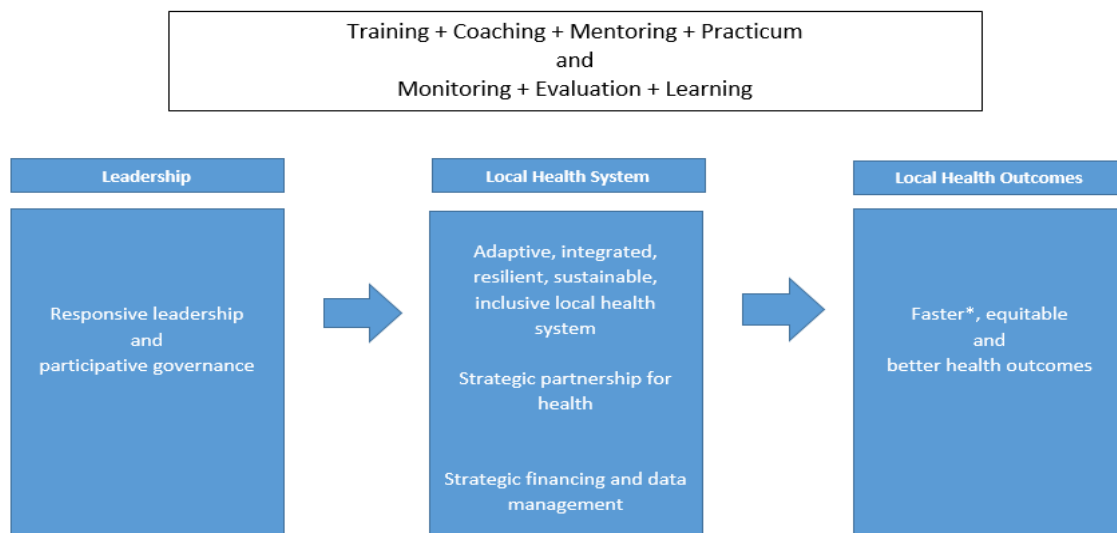 Training + Coaching + Mentoring + Practicum
and
Monitoring + Evaluation + Learning
Leadership
Responsive leadership
and
participative governance
Local Health System
Adaptive, integrated,
resilient, sustainable,
inclusive local health
system
Strategic partnership for
health
Strategic financing and data
management
Local Health Outcomes
Faster*, equitable
and
better health outcomes